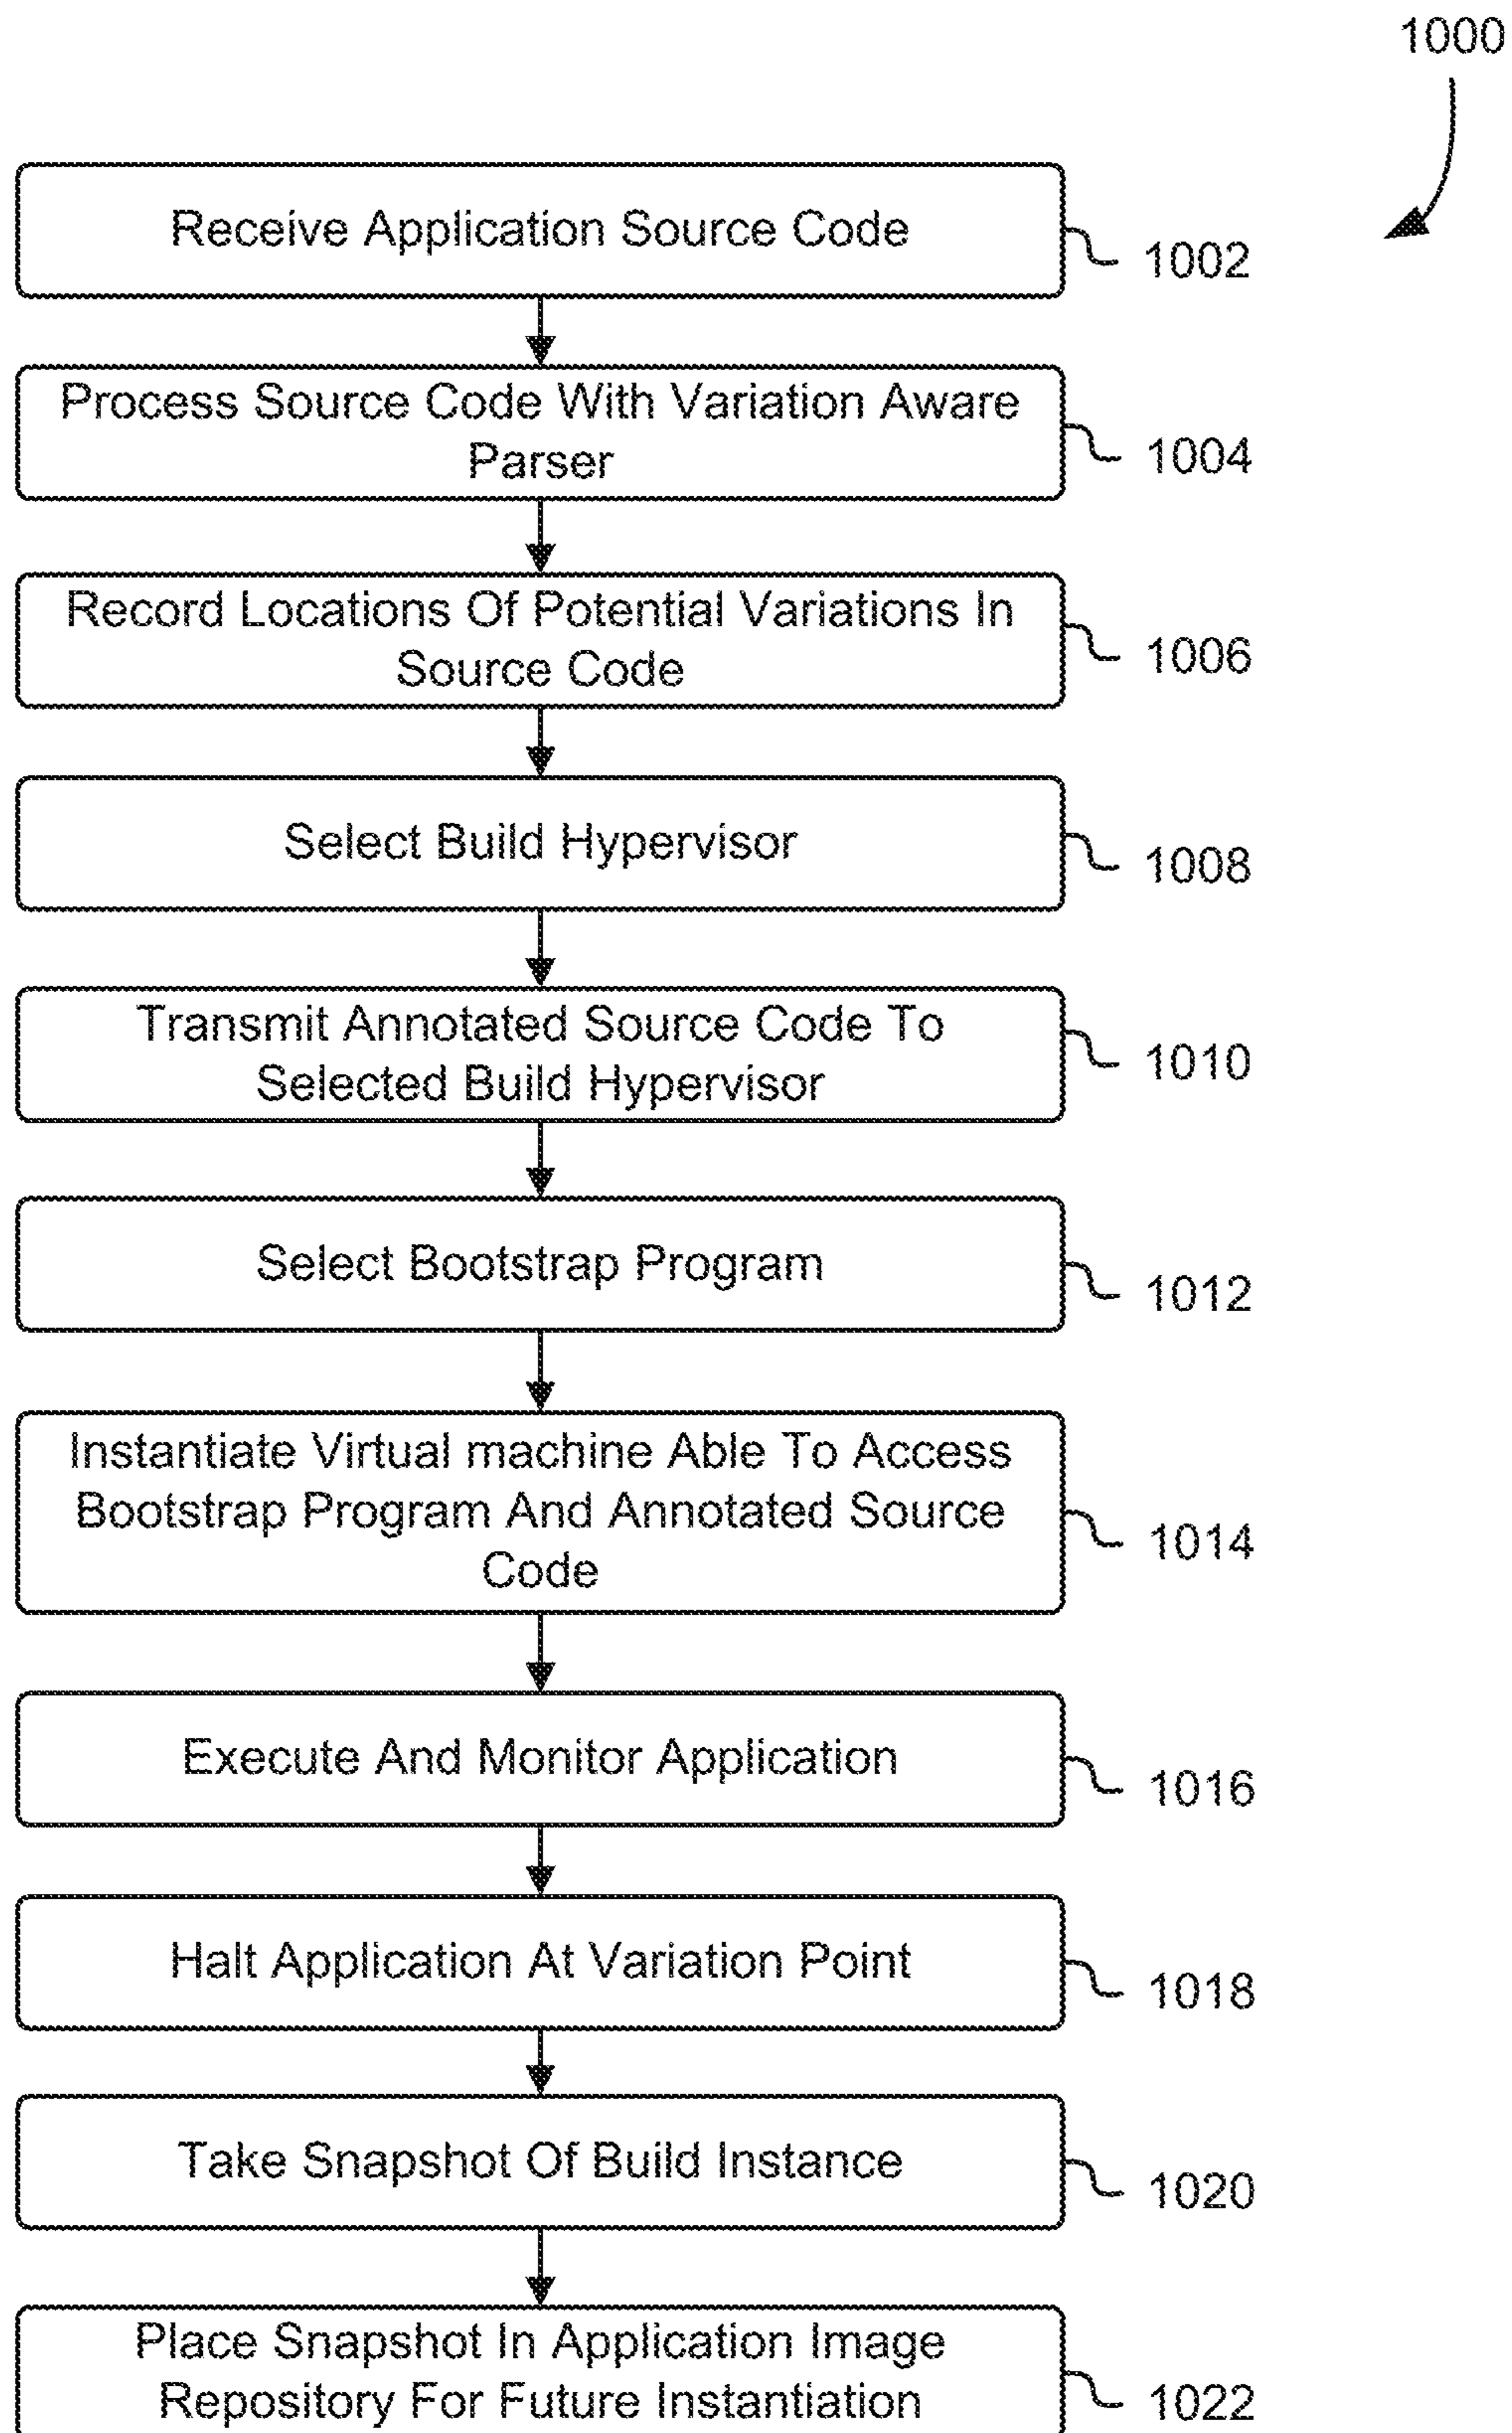 1000
Receive Application Source Code
1002
Process Source Code With Variation Aware
Parser
1004
Record Locations Of Potential Variations In
Source Code
1006
Select Build Hypervisor
1008
Transmit Annotated Source Code To
Selected Build Hypervisor
1010
Select Bootstrap Program
1012
Instantiate Virtual machine Able To Access
Bootstrap Program And Annotated Source
Code
1014
Execute And Monitor Application
1016
Halt Application At Variation Point
1018
Take Snapshot Of Build Instance
1020
Place Snapshot In Application Image
Repository For Future Instantiation
1022